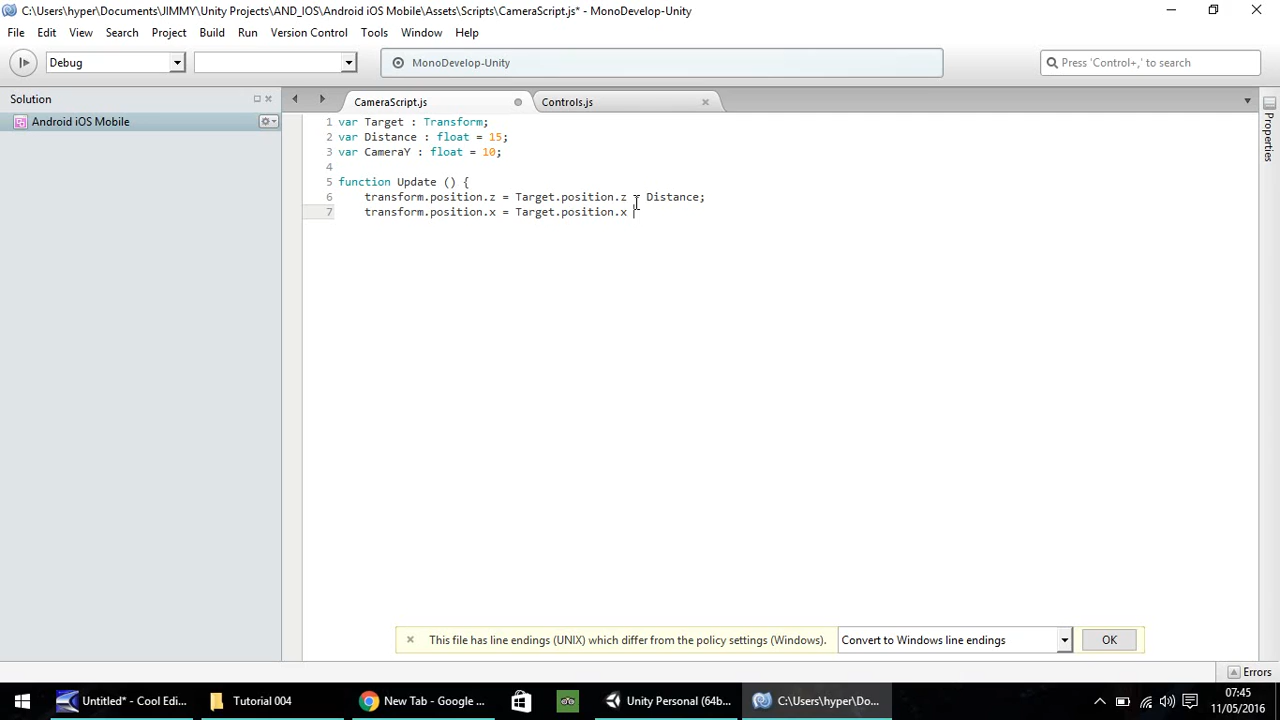 C:\Users\hyper\Documents\JIMMY\Unity Projects\AND_IOS\Android iOS Mobile\Assets\Scripts\CameraScript.js* - MonoDevelop-Unity
File Edit View Search Project Build Run Version Control Tools Window Help
Debug
MonoDevelop-Unity
Press 'Control+,' to search
Solution
CameraScript.js
Controls.js
Android iOS Mobile
Properties
1 var Target : Transform;
2 var Distance : float = 15;
3 var CameraY : float = 10;
4
5 function Update () {
6 transform.position.z = Target.position.z - Distance;
7 transform.position.x = Target.position.x
This file has line endings (UNIX) which differ from the policy settings (Windows).
Convert to Windows line endings
OK
Errors
Untitled* - Cool Edi...
Tutorial 004
New Tab - Google ...
Unity Personal (64b...
C:\Users\hyper\Do...
07:45
11/05/2016